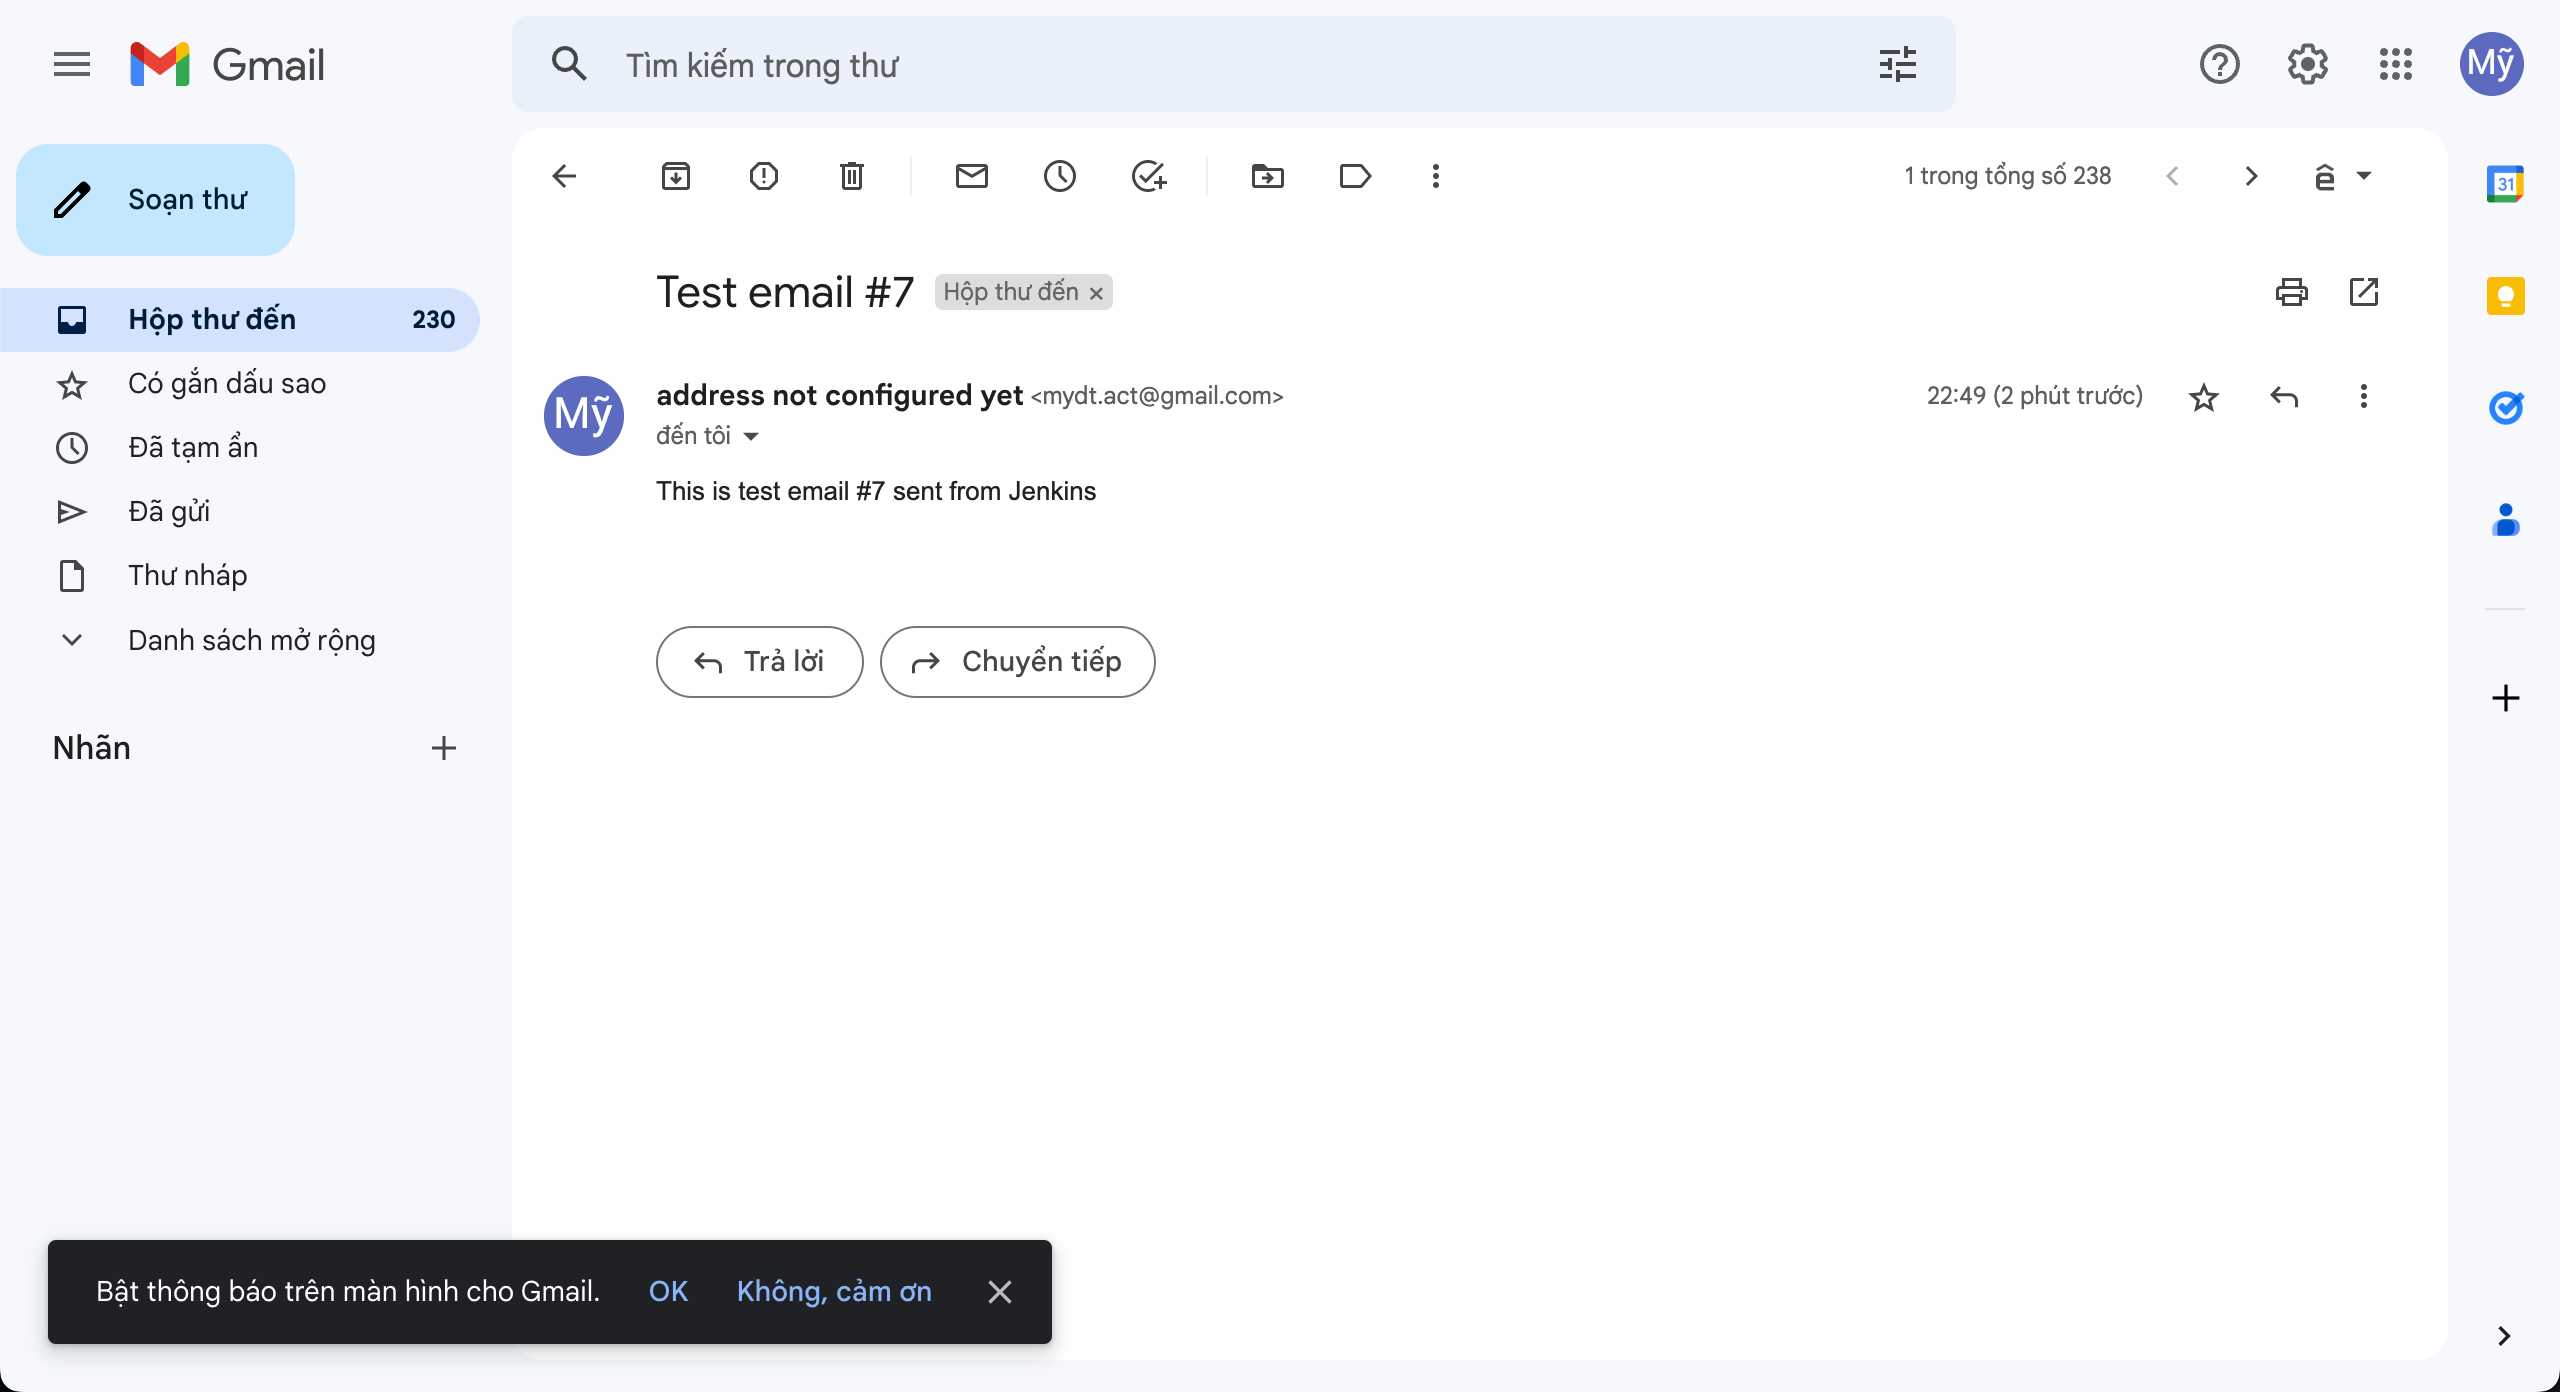 Gmail
Tìm kiếm trong thư
Mỹ
Soạn thư
1 trong tổng số 238
ê
31
Test email #7 Hộp thư đến ×
Hộp thư đến 230
Có gắn dấu sao
Đã tạm ẩn
Đã gửi
Thư nháp
Danh sách mở rộng
Nhãn
Mỹ
address not configured yet <mydt.act@gmail.com>
22:49 (2 phút trước)
đến tôi
This is test email #7 sent from Jenkins
Trả lời
Chuyển tiếp
Bật thông báo trên màn hình cho Gmail. OK Không, cảm ơn